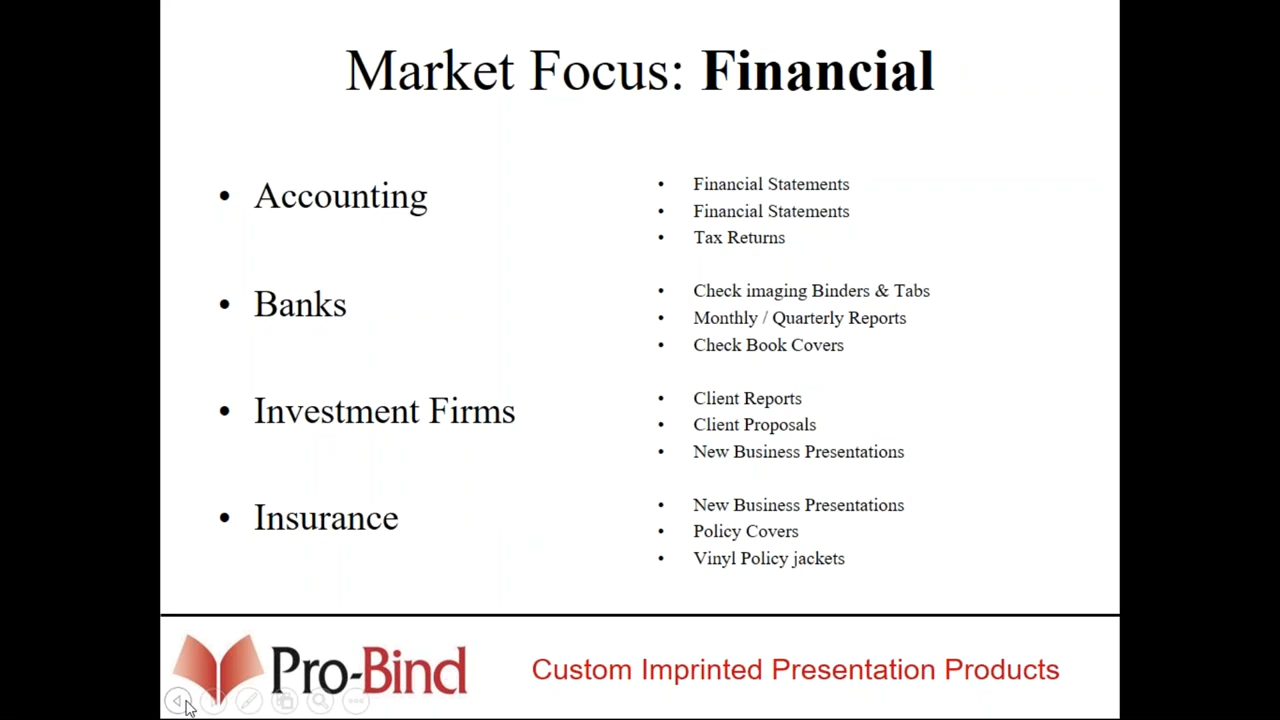 Market Focus: Financial
• Accounting
• Financial Statements
• Financial Statements
• Tax Returns
• Banks
• Check imaging Binders & Tabs
• Monthly / Quarterly Reports
• Check Book Covers
• Investment Firms
• Client Reports
• Client Proposals
• New Business Presentations
• Insurance
• New Business Presentations
• Policy Covers
• Vinyl Policy jackets
Pro-Bind
Custom Imprinted Presentation Products